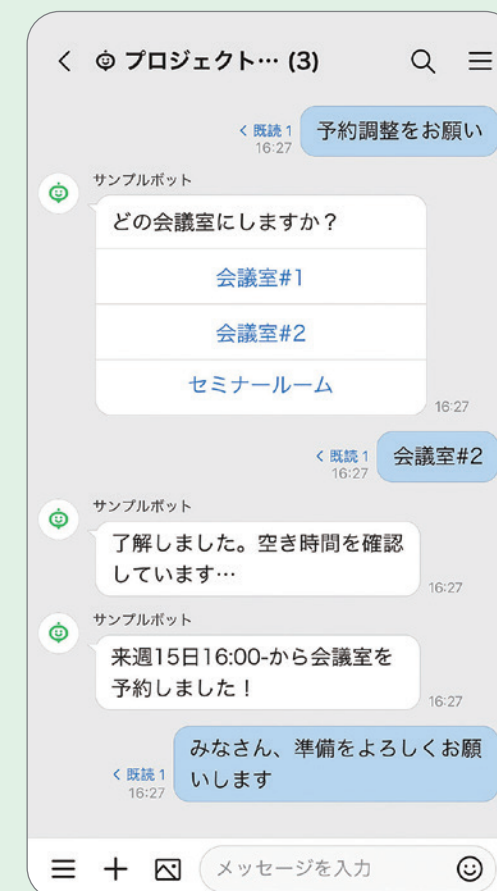 プロジェクト… (3)
既読 1
16:27
予約調整をお願い
サンプルボット
どの会議室にしますか？
会議室#1
会議室#2
セミナールーム
16:27
既読 1
16:27
会議室#2
サンプルボット
了解しました。空き時間を確認
しています…
16:27
サンプルボット
来週15日16:00-から会議室を
予約しました！
16:27
既読 1
16:27
みなさん、準備をよろしくお願
いします
メッセージを入力